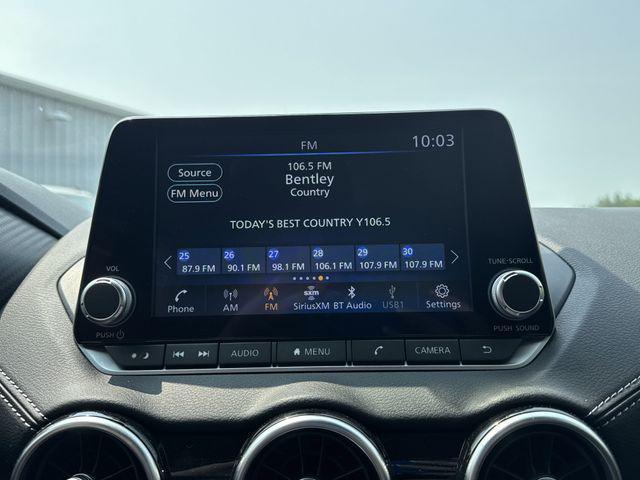 FM
10:03
Source
106.5 FM
Bentley
FM Menu
Country
TODAY'S BEST COUNTRY Y106.5
25 26 27 28 29 30
87.9 FM 90.1 FM 98.1 FM 106.1 FM 107.9 FM 107.9 FM
sxm
Phone AM FM SiriusXM BT Audio USB1 Settings
VOL
PUSH
TUNE·SCROLL
PUSH SOUND
AUDIO MENU CAMERA